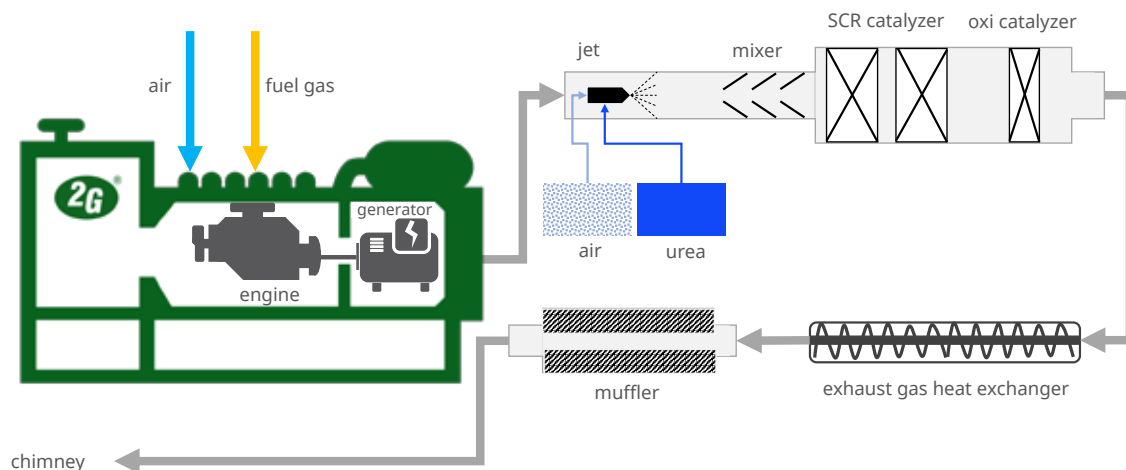 SCR catalyzer
oxi catalyzer
jet
mixer
air
fuel gas
2G®
generator
engine
air
urea
muffler
exhaust gas heat exchanger
chimney